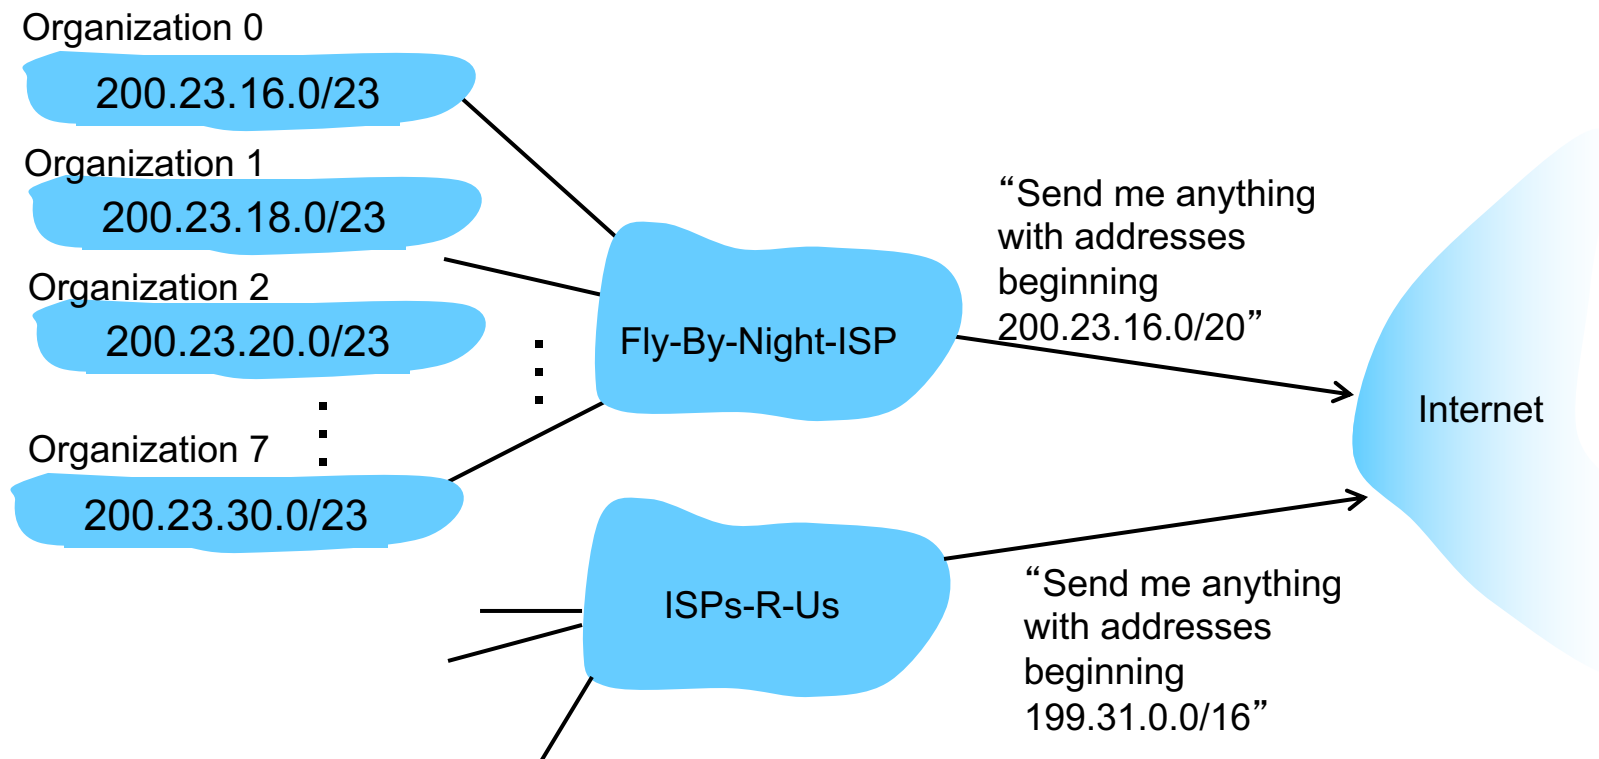 Organization 0
200.23.16.0/23
Organization 1
200.23.18.0/23
Organization 2
200.23.20.0/23
Organization 7
200.23.30.0/23
Fly-By-Night-ISP
“Send me anything
with addresses
beginning
200.23.16.0/20”
Internet
ISPs-R-Us
“Send me anything
with addresses
beginning
199.31.0.0/16”